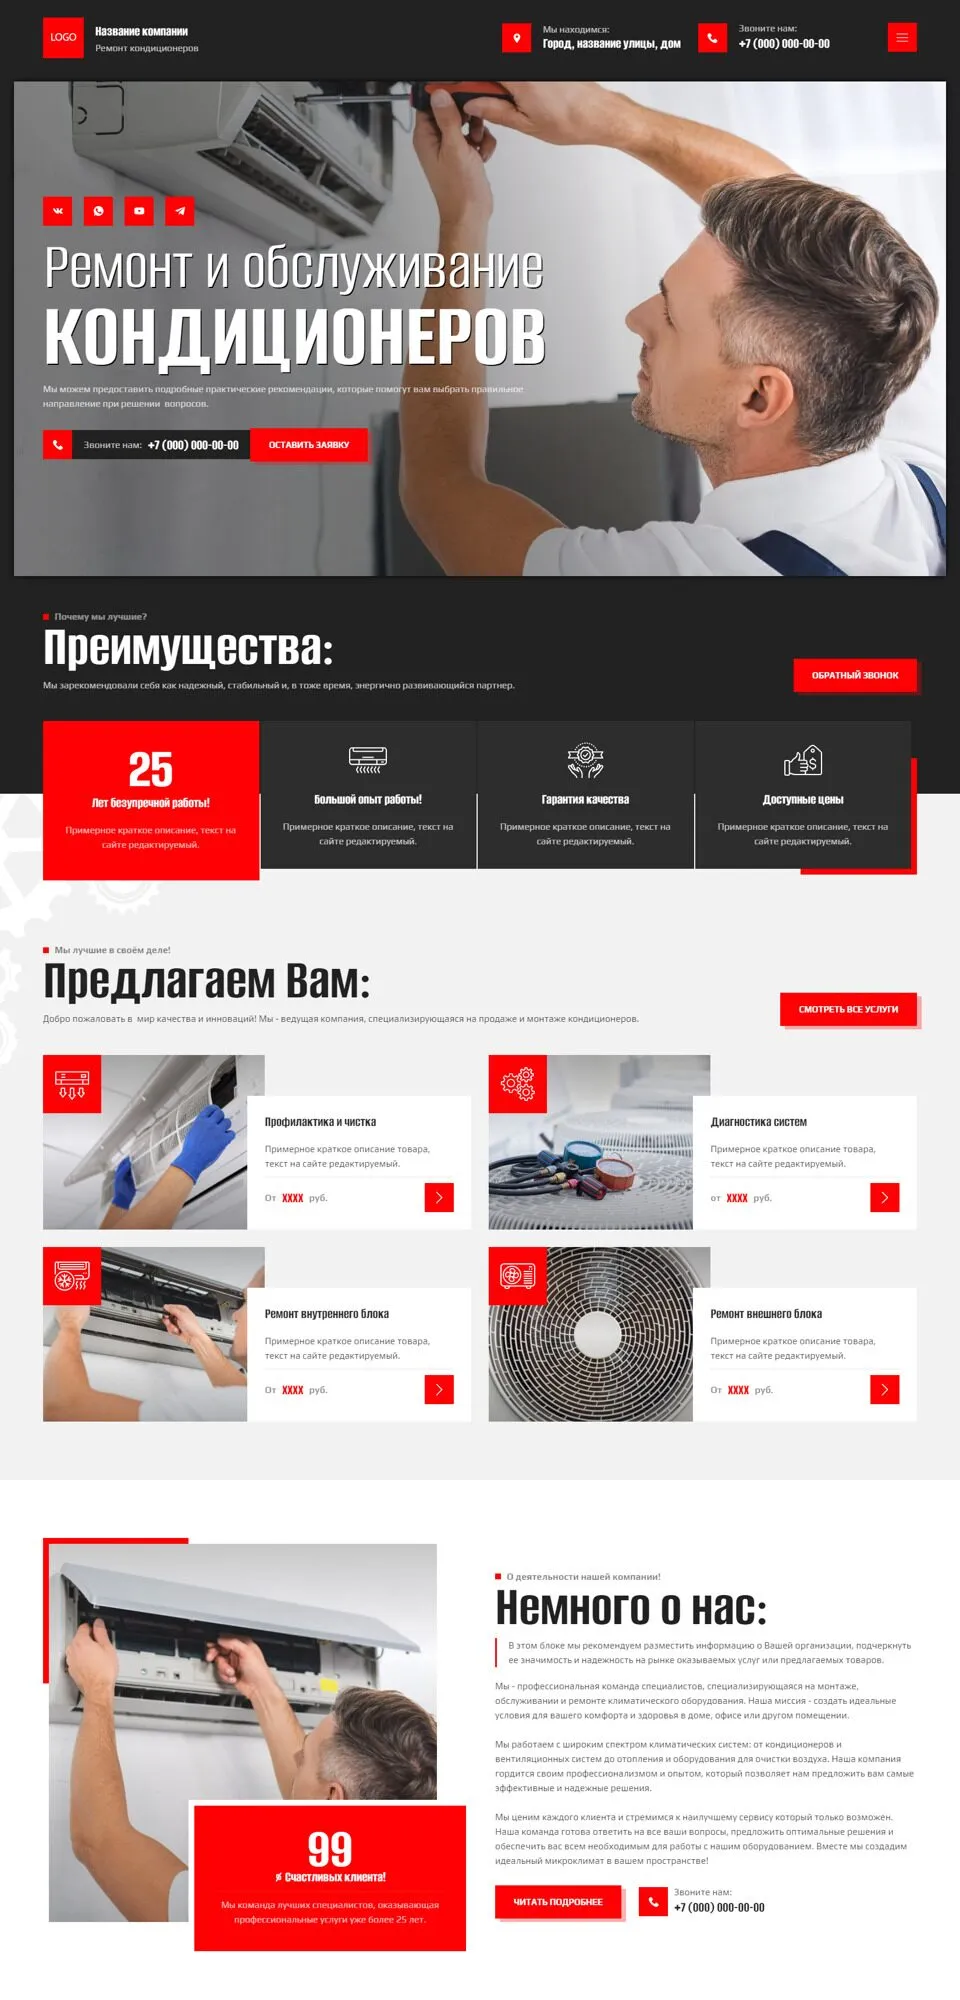 LOGO
Название компании
Ремонт кондиционеров
Мы находимся:
Город, название улицы, дом
Звоните нам:
+7 (000) 000-00-00
Ремонт и обслуживание
КОНДИЦИОНЕРОВ
Мы можем предоставить подробные практические рекомендации, которые помогут вам выбрать правильное
направление при решении вопросов.
Звоните нам: +7 (000) 000-00-00
ОСТАВИТЬ ЗАЯВКУ
Почему мы лучшие?
Преимущества:
Мы зарекомендовали себя как надежный, стабильный и, в тоже время, энергично развивающийся партнер.
ОБРАТНЫЙ ЗВОНОК
25
Лет безупречной работы!
Примерное краткое описание, текст на
сайте редактируемый.
Большой опыт работы!
Примерное краткое описание, текст на
сайте редактируемый.
Гарантия качества
Примерное краткое описание, текст на
сайте редактируемый.
Доступные цены
Примерное краткое описание, текст на
сайте редактируемый.
Мы лучшие в своём деле!
Предлагаем Вам:
Добро пожаловать в мир качества и инноваций! Мы - ведущая компания, специализирующаяся на продаже и монтаже кондиционеров.
СМОТРЕТЬ ВСЕ УСЛУГИ
Профилактика и чистка
Примерное краткое описание товара,
текст на сайте редактируемый.
От XXXX руб.
Диагностика систем
Примерное краткое описание товара,
текст на сайте редактируемый.
от XXXX руб.
Ремонт внутреннего блока
Примерное краткое описание товара,
текст на сайте редактируемый.
От XXXX руб.
Ремонт внешнего блока
Примерное краткое описание товара,
текст на сайте редактируемый.
От XXXX руб.
99
Счастливых клиента!
Мы команда лучших специалистов, оказывающая
профессиональные услуги уже более 25 лет.
О деятельности нашей компании!
Немного о нас:
В этом блоке мы рекомендуем разместить информацию о Вашей организации, подчеркнуть
ее значимость и надежность на рынке оказываемых услуг или предлагаемых товаров.
Мы - профессиональная команда специалистов, специализирующаяся на монтаже,
обслуживании и ремонте климатического оборудования. Наша миссия - создать идеальные
условия для вашего комфорта и здоровья в доме, офисе или другом помещении.
Мы работаем с широким спектром климатических систем: от кондиционеров и
вентиляционных систем до отопления и оборудования для очистки воздуха. Наша компания
гордится своим профессионализмом и опытом, который позволяет нам предложить вам самые
эффективные и надежные решения.
Мы ценим каждого клиента и стремимся к наилучшему сервису который только возможен.
Наша команда готова ответить на все ваши вопросы, предложить оптимальные решения и
обеспечить вас всем необходимым для работы с нашим оборудованием. Вместе мы создадим
идеальный микроклимат в вашем пространстве!
ЧИТАТЬ ПОДРОБНЕЕ
Звоните нам:
+7 (000) 000-00-00